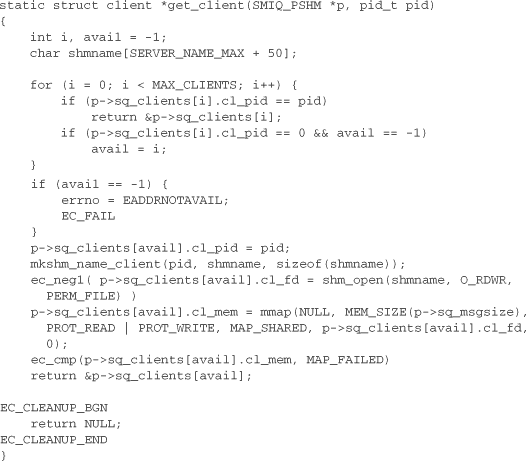 static struct client *get_client(SMIQ_PSHM *p, pid_t pid)
{
    int i, avail = -1;
    char shmname[SERVER_NAME_MAX + 50];

    for (i = 0; i < MAX_CLIENTS; i++) {
        if (p->sq_clients[i].cl_pid == pid)
            return &p->sq_clients[i];
        if (p->sq_clients[i].cl_pid == 0 && avail == -1)
            avail = i;
    }
    if (avail == -1) {
        errno = EADDRNOTAVAIL;
        EC_FAIL
    }
    p->sq_clients[avail].cl_pid = pid;
    mkshm_name_client(pid, shmname, sizeof(shmname));
    ec_neg1( p->sq_clients[avail].cl_fd = shm_open(shmname, O_RDWR,
      PERM_FILE) )
    p->sq_clients[avail].cl_mem = mmap(NULL, MEM_SIZE(p->sq_msgsize),
      PROT_READ | PROT_WRITE, MAP_SHARED, p->sq_clients[avail].cl_fd,
      0);
    ec_cmp(p->sq_clients[avail].cl_mem, MAP_FAILED)
    return &p->sq_clients[avail];

EC_CLEANUP_BGN
    return NULL;
EC_CLEANUP_END
}